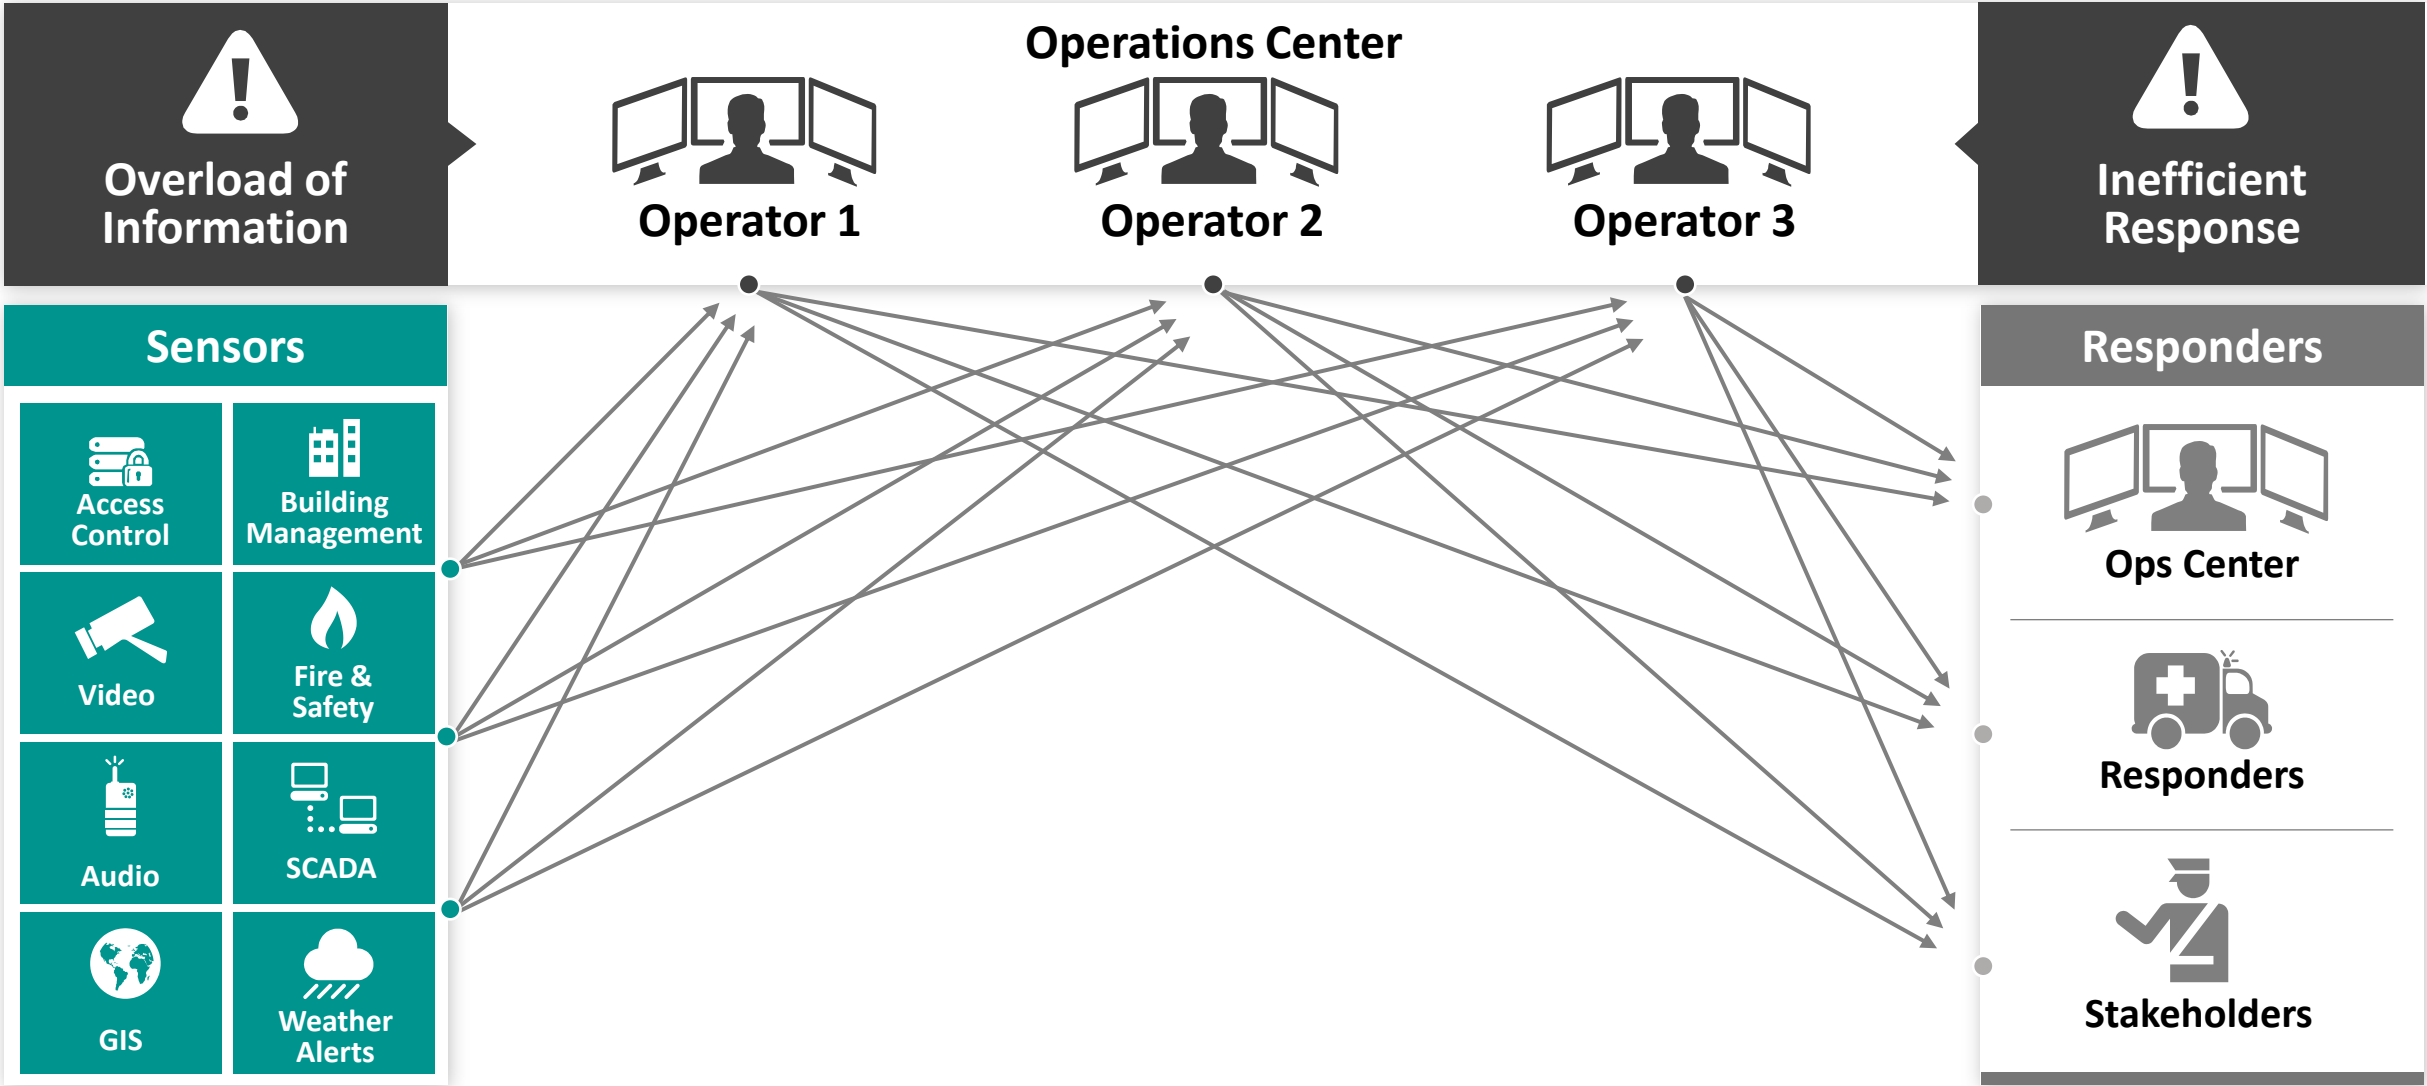 Overload of
Information
Operations Center
Operator 1
Operator 2
Operator 3
Inefficient
Response
Sensors
Access
Control
Building
Management
Video
Fire &
Safety
Audio
SCADA
GIS
Weather
Alerts
Responders
Ops Center
Responders
Stakeholders